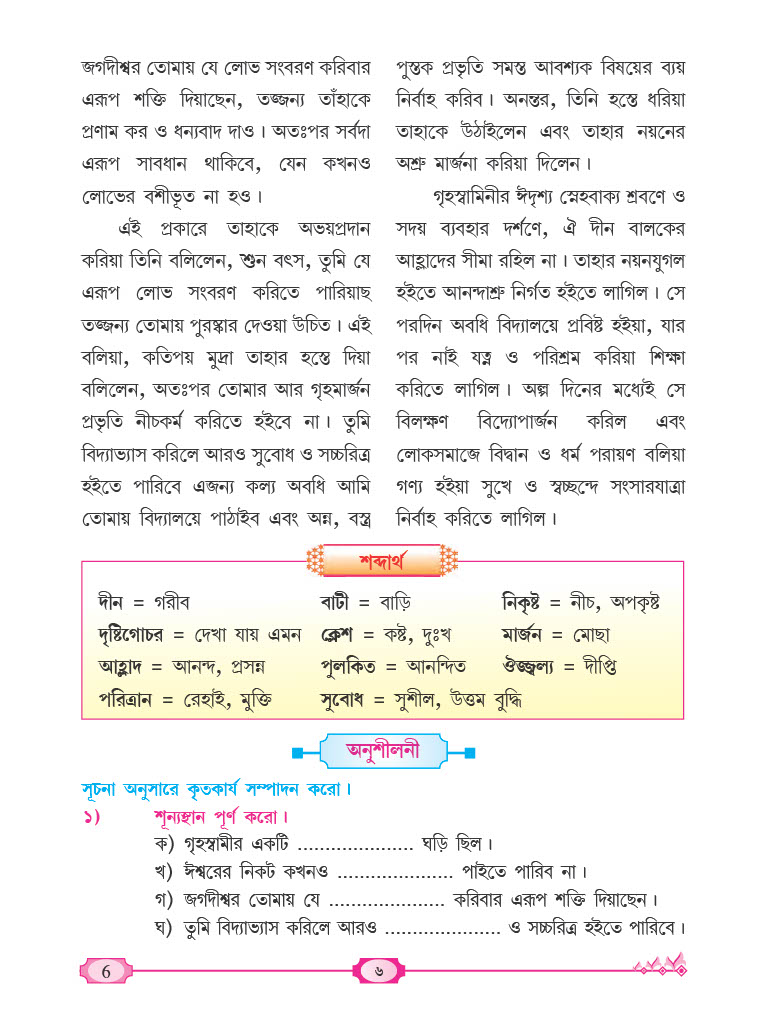 জগদীশ্বর তোমায় যে লোভ সংবরণ করিবার
এরূপ শক্তি দিয়াছেন, তজ্জন্য তাঁহাকে
প্রণাম কর ও ধন্যবাদ দাও। অতঃপর সর্বদা
এরূপ সাবধান থাকিবে, যেন কখনও
লোভের বশীভূত না হও।
এই প্রকারে তাহাকে অভয়প্রদান
করিয়া তিনি বলিলেন, শুন বৎস, তুমি যে
এরূপ লোভ সংবরণ করিতে পারিয়াছ
তজ্জন্য তোমায় পুরষ্কার দেওয়া উচিত। এই
বলিয়া, কতিপয় মুদ্রা তাহার হস্তে দিয়া
বলিলেন, অতঃপর তোমার আর গৃহমার্জন
প্রভৃতি নীচকর্ম করিতে হইবে না। তুমি
বিদ্যাভ্যাস করিলে আরও সুবোধ ও সচ্চরিত্র
হইতে পারিবে এজন্য কল্য অবধি আমি
তোমায় বিদ্যালয়ে পাঠাইব এবং অন্ন, বস্ত্র
পুস্তক প্রভৃতি সমস্ত আবশ্যক বিষয়ের ব্যয়
নির্বাহ করিব। অনন্তর, তিনি হস্তে ধরিয়া
তাহাকে উঠাইলেন এবং তাহার নয়নের
অশ্রু মার্জনা করিয়া দিলেন।
গৃহস্বামিনীর ঈদৃশ্য স্নেহবাক্য শ্রবণে ও
সদয় ব্যবহার দর্শণে, ঐ দীন বালকের
আহ্লাদের সীমা রহিল না। তাহার নয়নযুগল
হইতে আনন্দাশ্রু নির্গত হইতে লাগিল। সে
পরদিন অবধি বিদ্যালয়ে প্রবিষ্ট হইয়া, যার
পর নাই যত্ন ও পরিশ্রম করিয়া শিক্ষা
করিতে লাগিল। অল্প দিনের মধ্যেই সে
বিলক্ষণ বিদ্যোপার্জন করিল এবং
লোকসমাজে বিদ্বান ও ধর্ম পরায়ণ বলিয়া
গণ্য হইয়া সুখে ও স্বচ্ছন্দে সংসারযাত্রা
নির্বাহ করিতে লাগিল।
শব্দার্থ
দীন = গরীব বাটী = বাড়ি নিকৃষ্ট = নীচ, অপকৃষ্ট
দৃষ্টিগোচর = দেখা যায় এমন ক্লেশ = কষ্ট, দুঃখ মার্জন = মোছা
আহ্লাদ = আনন্দ, প্রসন্ন পুলকিত = আনন্দিত ঔজ্জ্বল্য = দীপ্তি
পরিত্রান = রেহাই, মুক্তি সুবোধ = সুশীল, উত্তম বুদ্ধি
অনুশীলনী
সূচনা অনুসারে কৃতকার্য সম্পাদন করো।
১) শূন্যস্থান পূর্ণ করো।
ক) গৃহস্বামীর একটি ..................... ঘড়ি ছিল।
খ) ঈশ্বরের নিকট কখনও ..................... পাইতে পারিব না।
গ) জগদীশ্বর তোমায় যে ..................... করিবার এরূপ শক্তি দিয়াছেন।
ঘ) তুমি বিদ্যাভ্যাস করিলে আরও ..................... ও সচ্চরিত্র হইতে পারিবে।
6 ৬